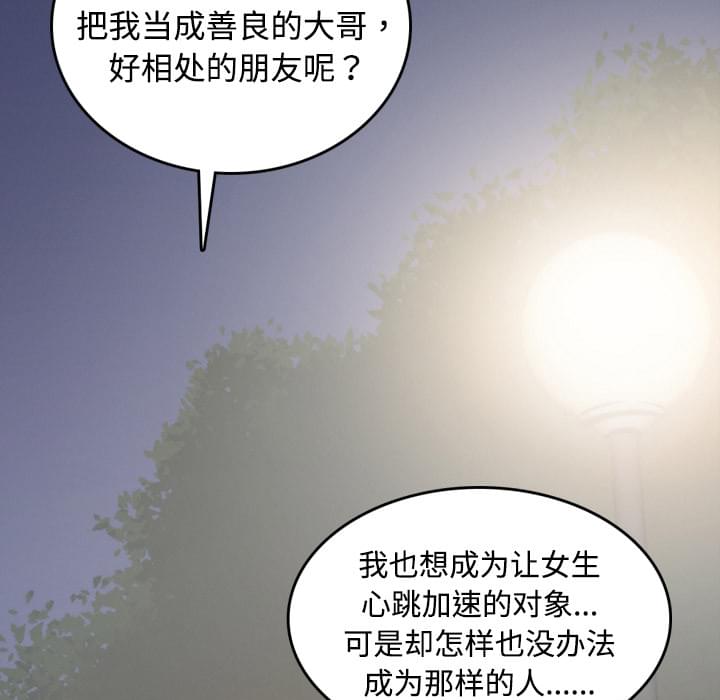 把我当成善良的大哥，
好相处的朋友呢？
我也想成为让女生
心跳加速的对象...
可是却怎样也没办法
成为那样的人......